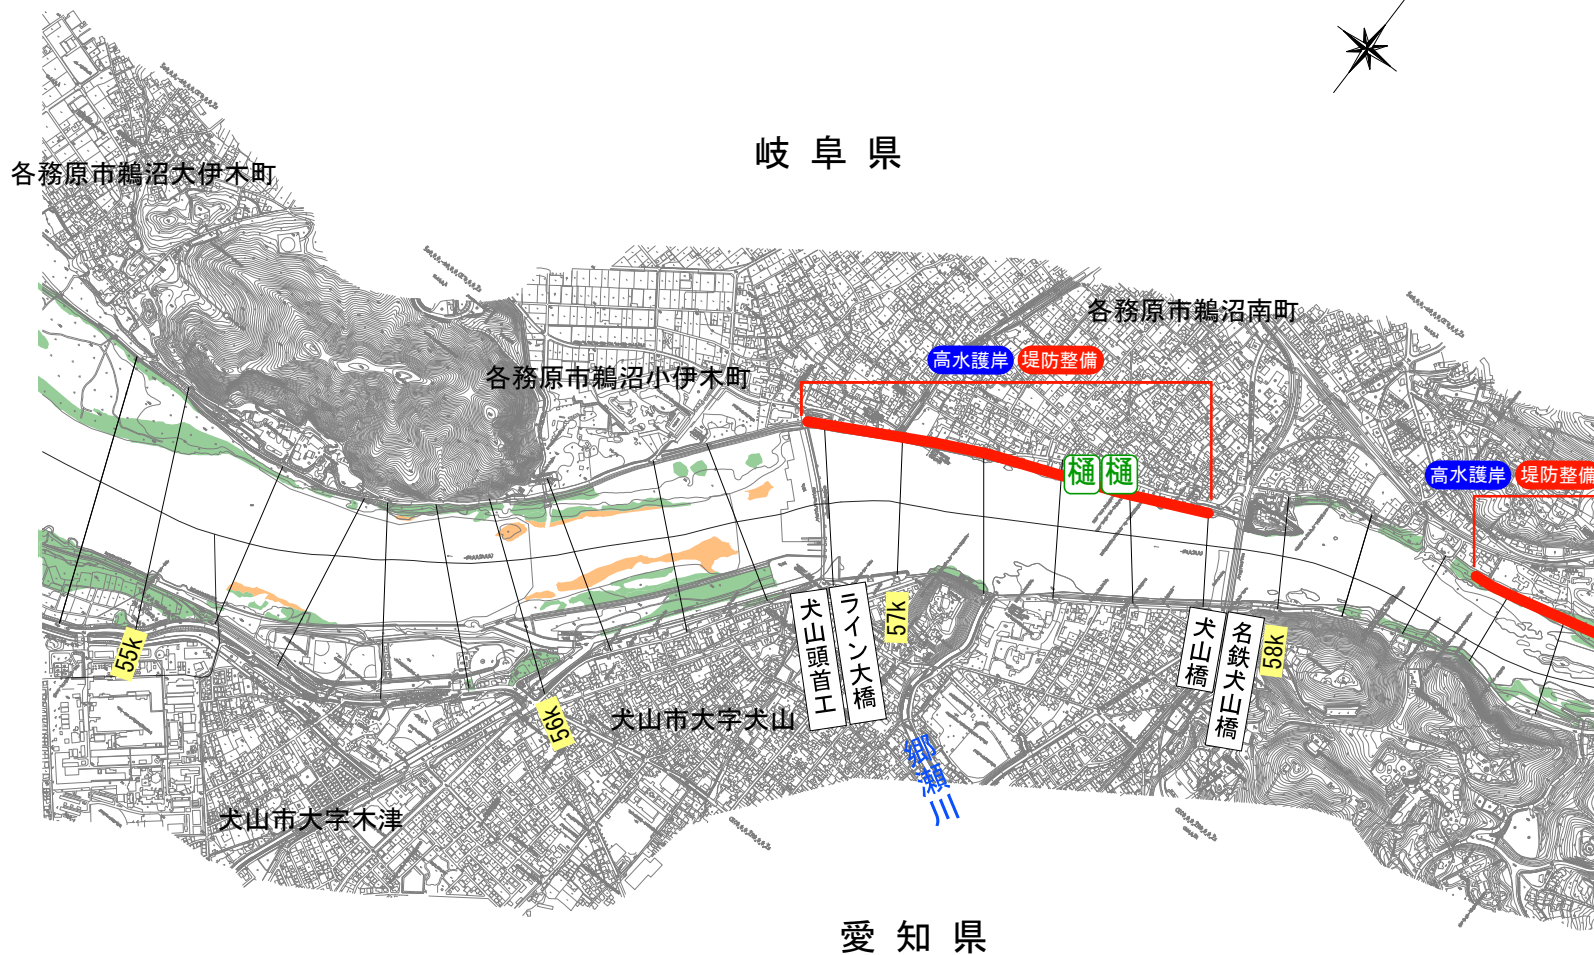 岐阜県
各務原市鵜沼大伊木町
各務原市鵜沼南町
高水護岸
堤防整備
各務原市鵜沼小伊木町
樋
樋
高水護岸
堤防整備
55k
56k
犬山頭首工
ライン大橋
57k
犬山橋
名鉄犬山橋
58k
犬山市大字犬山
郷瀬川
犬山市大字木津
愛知県